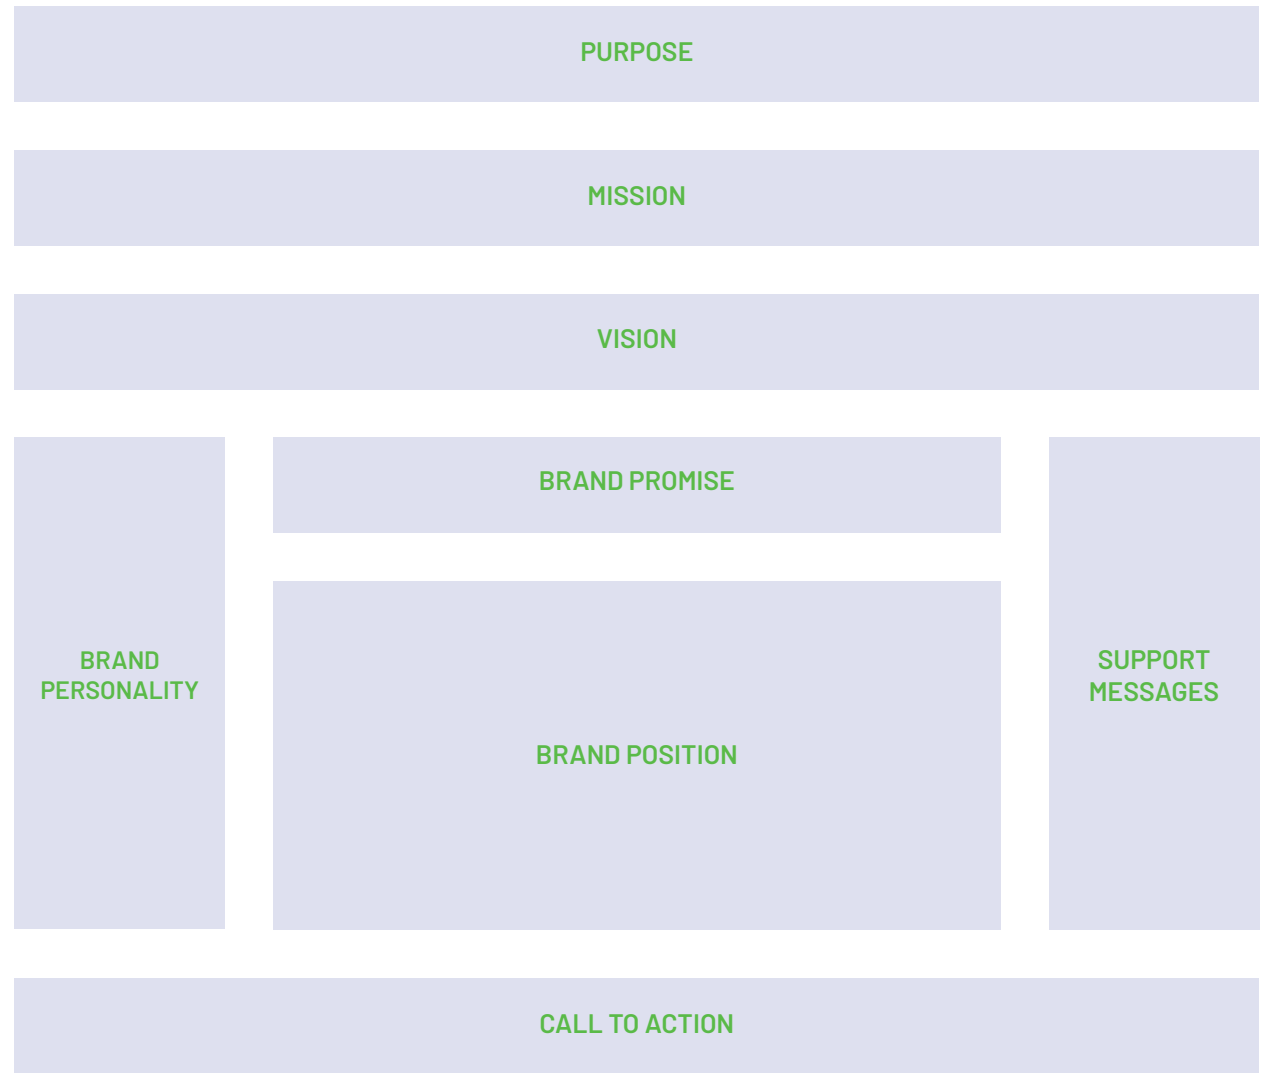 PURPOSE
MISSION
VISION
BRAND PROMISE
BRAND
PERSONALITY
SUPPORT
MESSAGES
BRAND POSITION
CALL TO ACTION